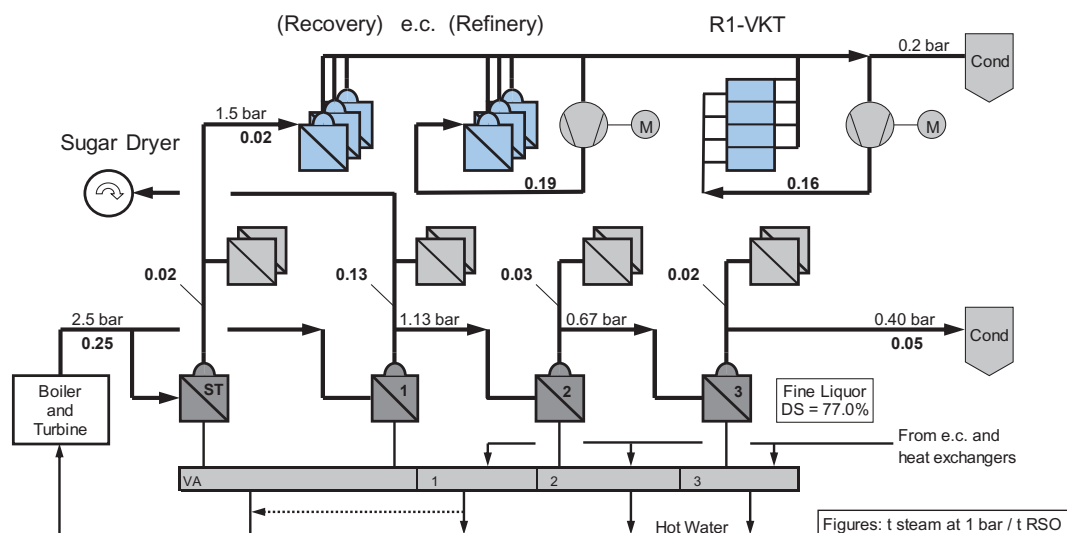 (Recovery) e.c. (Refinery)
R1-VKT
0.2 bar
Cond
1.5 bar
0.02
M
M
Sugar Dryer
0.19
0.16
0.02
0.13
0.03
0.02
2.5 bar
0.25
1.13 bar
0.67 bar
0.40 bar
0.05
Cond
Boiler
and
Turbine
ST
1
2
3
Fine Liquor
DS = 77.0%
From e.c. and
heat exchangers
VA
1
2
3
Hot Water
Figures: t steam at 1 bar / t RSO